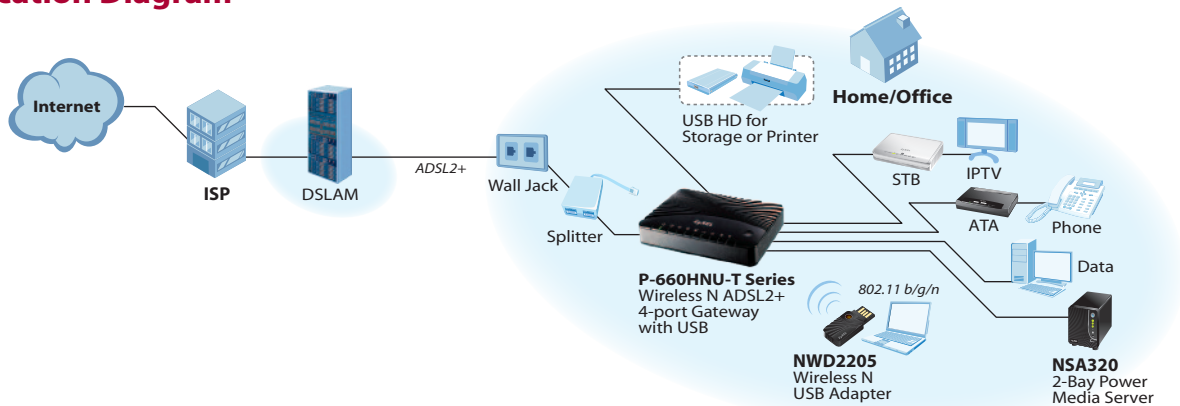 cation Diagram
Internet
ISP
DSLAM
ADSL2+
Wall Jack
Splitter
USB HD for
Storage or Printer
Home/Office
STB
IPTV
ATA
Phone
Data
P-660HNU-T Series
Wireless N ADSL2+
4-port Gateway
with USB
802.11 b/g/n
NWD2205
Wireless N
USB Adapter
NSA320
2-Bay Power
Media Server